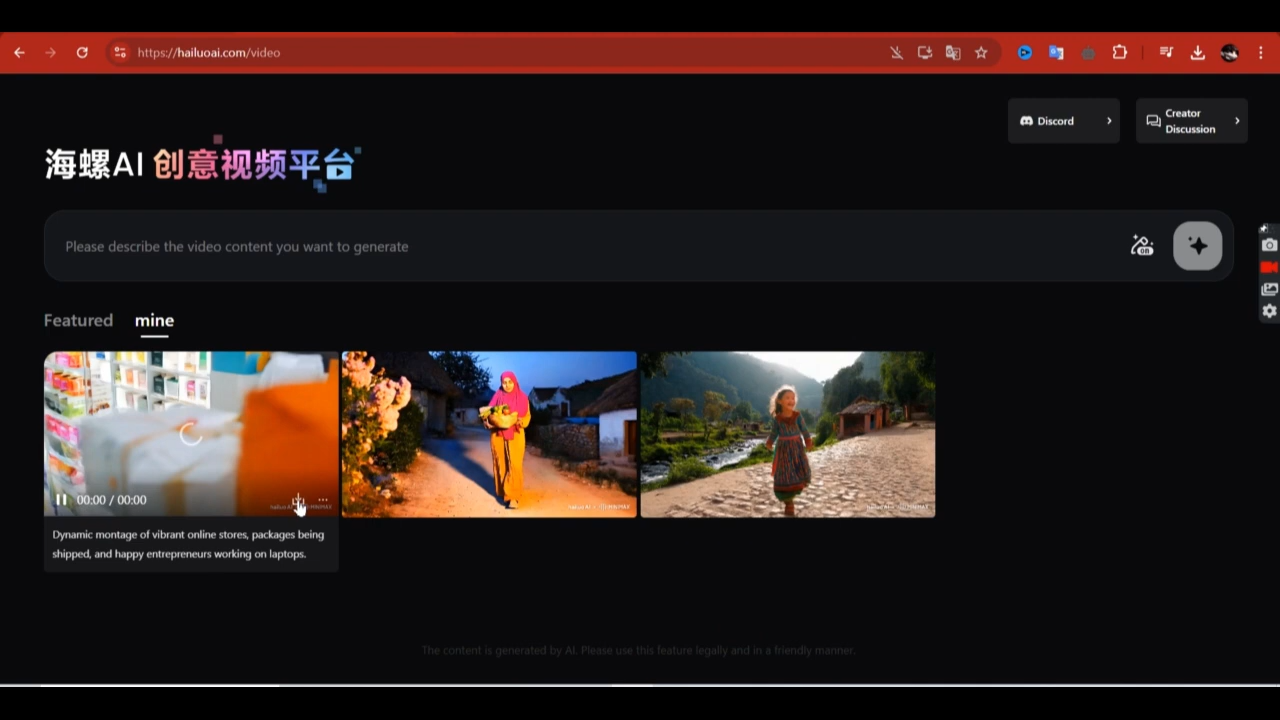 https://hailuoai.com/video
Discord
Creator
Discussion
海螺AI 创意视频平台
Please describe the video content you want to generate
Featured
mine
00:00 / 00:00
Dynamic montage of vibrant online stores, packages being
shipped, and happy entrepreneurs working on laptops.
The content is generated by AI. Please use this feature legally and in a friendly manner.